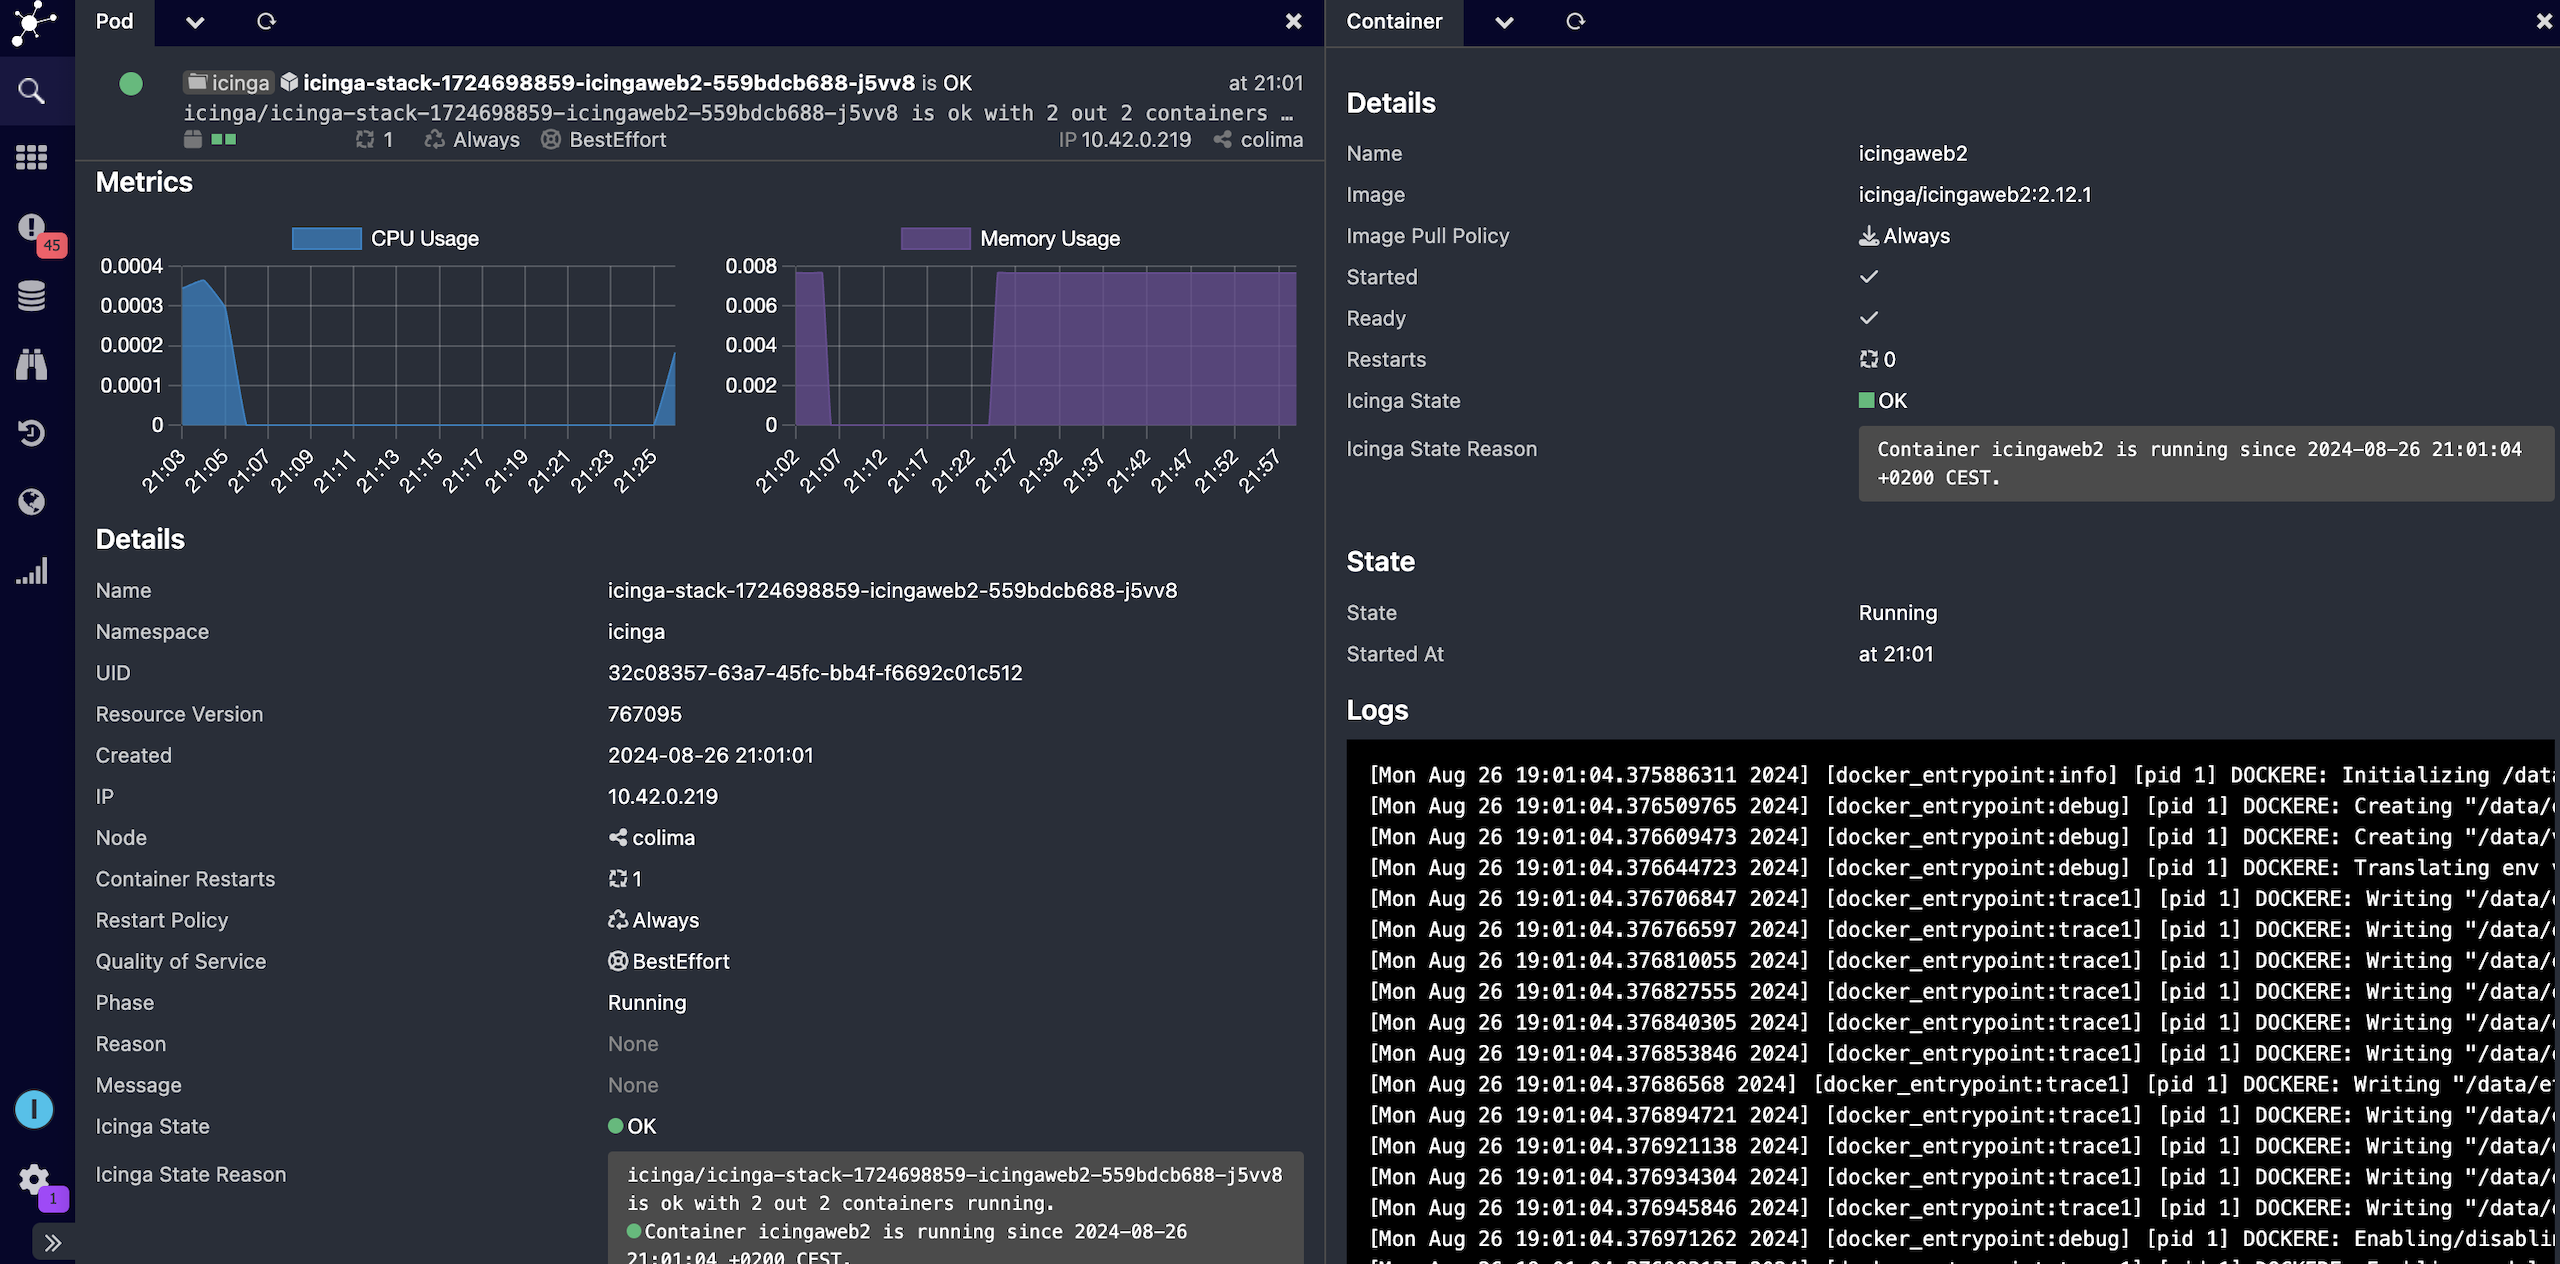 Pod
icinga icinga-stack-1724698859-icingaweb2-559bdcb688-j5vv8 is OK at 21:01
icinga/icinga-stack-1724698859-icingaweb2-559bdcb688-j5vv8 is ok with 2 out 2 containers …
1 Always BestEffort IP 10.42.0.219 colima
Metrics
CPU Usage
0.0004
0.0003
0.0002
0.0001
0
21:03 21:05 21:07 21:09 21:11 21:13 21:15 21:17 21:19 21:21 21:23 21:25
Memory Usage
0.008
0.006
0.004
0.002
0
21:02 21:07 21:12 21:17 21:22 21:27 21:32 21:37 21:42 21:47 21:52 21:57
Details
Name icinga-stack-1724698859-icingaweb2-559bdcb688-j5vv8
Namespace icinga
UID 32c08357-63a7-45fc-bb4f-f6692c01c512
Resource Version 767095
Created 2024-08-26 21:01:01
IP 10.42.0.219
Node colima
Container Restarts 1
Restart Policy Always
Quality of Service BestEffort
Phase Running
Reason None
Message None
Icinga State OK
Icinga State Reason icinga/icinga-stack-1724698859-icingaweb2-559bdcb688-j5vv8
is ok with 2 out 2 containers running.
Container icingaweb2 is running since 2024-08-26
21:01:04 +0200 CEST.
45
I
1
Container
Details
Name icingaweb2
Image icinga/icingaweb2:2.12.1
Image Pull Policy Always
Started
Ready
Restarts 0
Icinga State OK
Icinga State Reason Container icingaweb2 is running since 2024-08-26 21:01:04
+0200 CEST.
State
State Running
Started At at 21:01
Logs
[Mon Aug 26 19:01:04.375886311 2024] [docker_entrypoint:info] [pid 1] DOCKERE: Initializing /data
[Mon Aug 26 19:01:04.376509765 2024] [docker_entrypoint:debug] [pid 1] DOCKERE: Creating "/data/
[Mon Aug 26 19:01:04.376609473 2024] [docker_entrypoint:debug] [pid 1] DOCKERE: Creating "/data/
[Mon Aug 26 19:01:04.376644723 2024] [docker_entrypoint:debug] [pid 1] DOCKERE: Translating env
[Mon Aug 26 19:01:04.376706847 2024] [docker_entrypoint:trace1] [pid 1] DOCKERE: Writing "/data/
[Mon Aug 26 19:01:04.376766597 2024] [docker_entrypoint:trace1] [pid 1] DOCKERE: Writing "/data/
[Mon Aug 26 19:01:04.376810055 2024] [docker_entrypoint:trace1] [pid 1] DOCKERE: Writing "/data/
[Mon Aug 26 19:01:04.376827555 2024] [docker_entrypoint:trace1] [pid 1] DOCKERE: Writing "/data/
[Mon Aug 26 19:01:04.376840305 2024] [docker_entrypoint:trace1] [pid 1] DOCKERE: Writing "/data/
[Mon Aug 26 19:01:04.376853846 2024] [docker_entrypoint:trace1] [pid 1] DOCKERE: Writing "/data/
[Mon Aug 26 19:01:04.37686568 2024] [docker_entrypoint:trace1] [pid 1] DOCKERE: Writing "/data/e
[Mon Aug 26 19:01:04.376894721 2024] [docker_entrypoint:trace1] [pid 1] DOCKERE: Writing "/data/
[Mon Aug 26 19:01:04.376921138 2024] [docker_entrypoint:trace1] [pid 1] DOCKERE: Writing "/data/
[Mon Aug 26 19:01:04.376934304 2024] [docker_entrypoint:trace1] [pid 1] DOCKERE: Writing "/data/
[Mon Aug 26 19:01:04.376945846 2024] [docker_entrypoint:trace1] [pid 1] DOCKERE: Writing "/data/
[Mon Aug 26 19:01:04.376971262 2024] [docker_entrypoint:debug] [pid 1] DOCKERE: Enabling/disabli